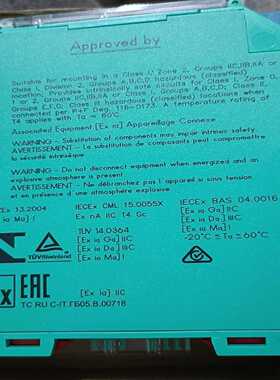 Approved by
Suitable for mounting in a Class I, Zone 2, Groups IIC,IIB,IIA or
Class I, Division 2, Groups A,B,C,D hazardous (classified)
locations. Provides intrinsically safe circuits for Class I, Zone 0,
1 or 2, Groups IIC,IIB,IIA or Class I, Groups A,B,C,D; Class II, Groups
E,F,G; Class III hazardous (classified) locations when
connected per P+F Dwg. 116-0173. A temperature rating of
T4 applies with Ta = 60°C.
Associated Equipment [Ex ia] Appareillage Connexe
WARNING - Substitution of components may impair intrinsic safety.
AVERTISSEMENT - La substitution de composants peut compromettre
la sécurité intrinsèque
WARNING - Do not disconnect equipment when energized and an
explosive atmosphere is present
AVERTISSEMENT - Ne pas débrancher l'appareil si sous tension
et en présence d'une atmosphère explosive
13.2004
Ex Ma] I
IECEx CML 15.0055X
Ex nA IIC T4 Gc
IECEx BAS 04.0016
[Ex ia Ga] IIC
[Ex ia Da] IIIC
[Ex ia Ma] I
-20°C ≤ Ta ≤ 60°C
TÜV 14.0364
[Ex ia Ga] IIC
[Ex ia Da] IIIC
[Ex ia Ma] I
TÜVRheinland
EAC
[Ex ia] IIC
TC RU C-IT.ГБ05.B.00718